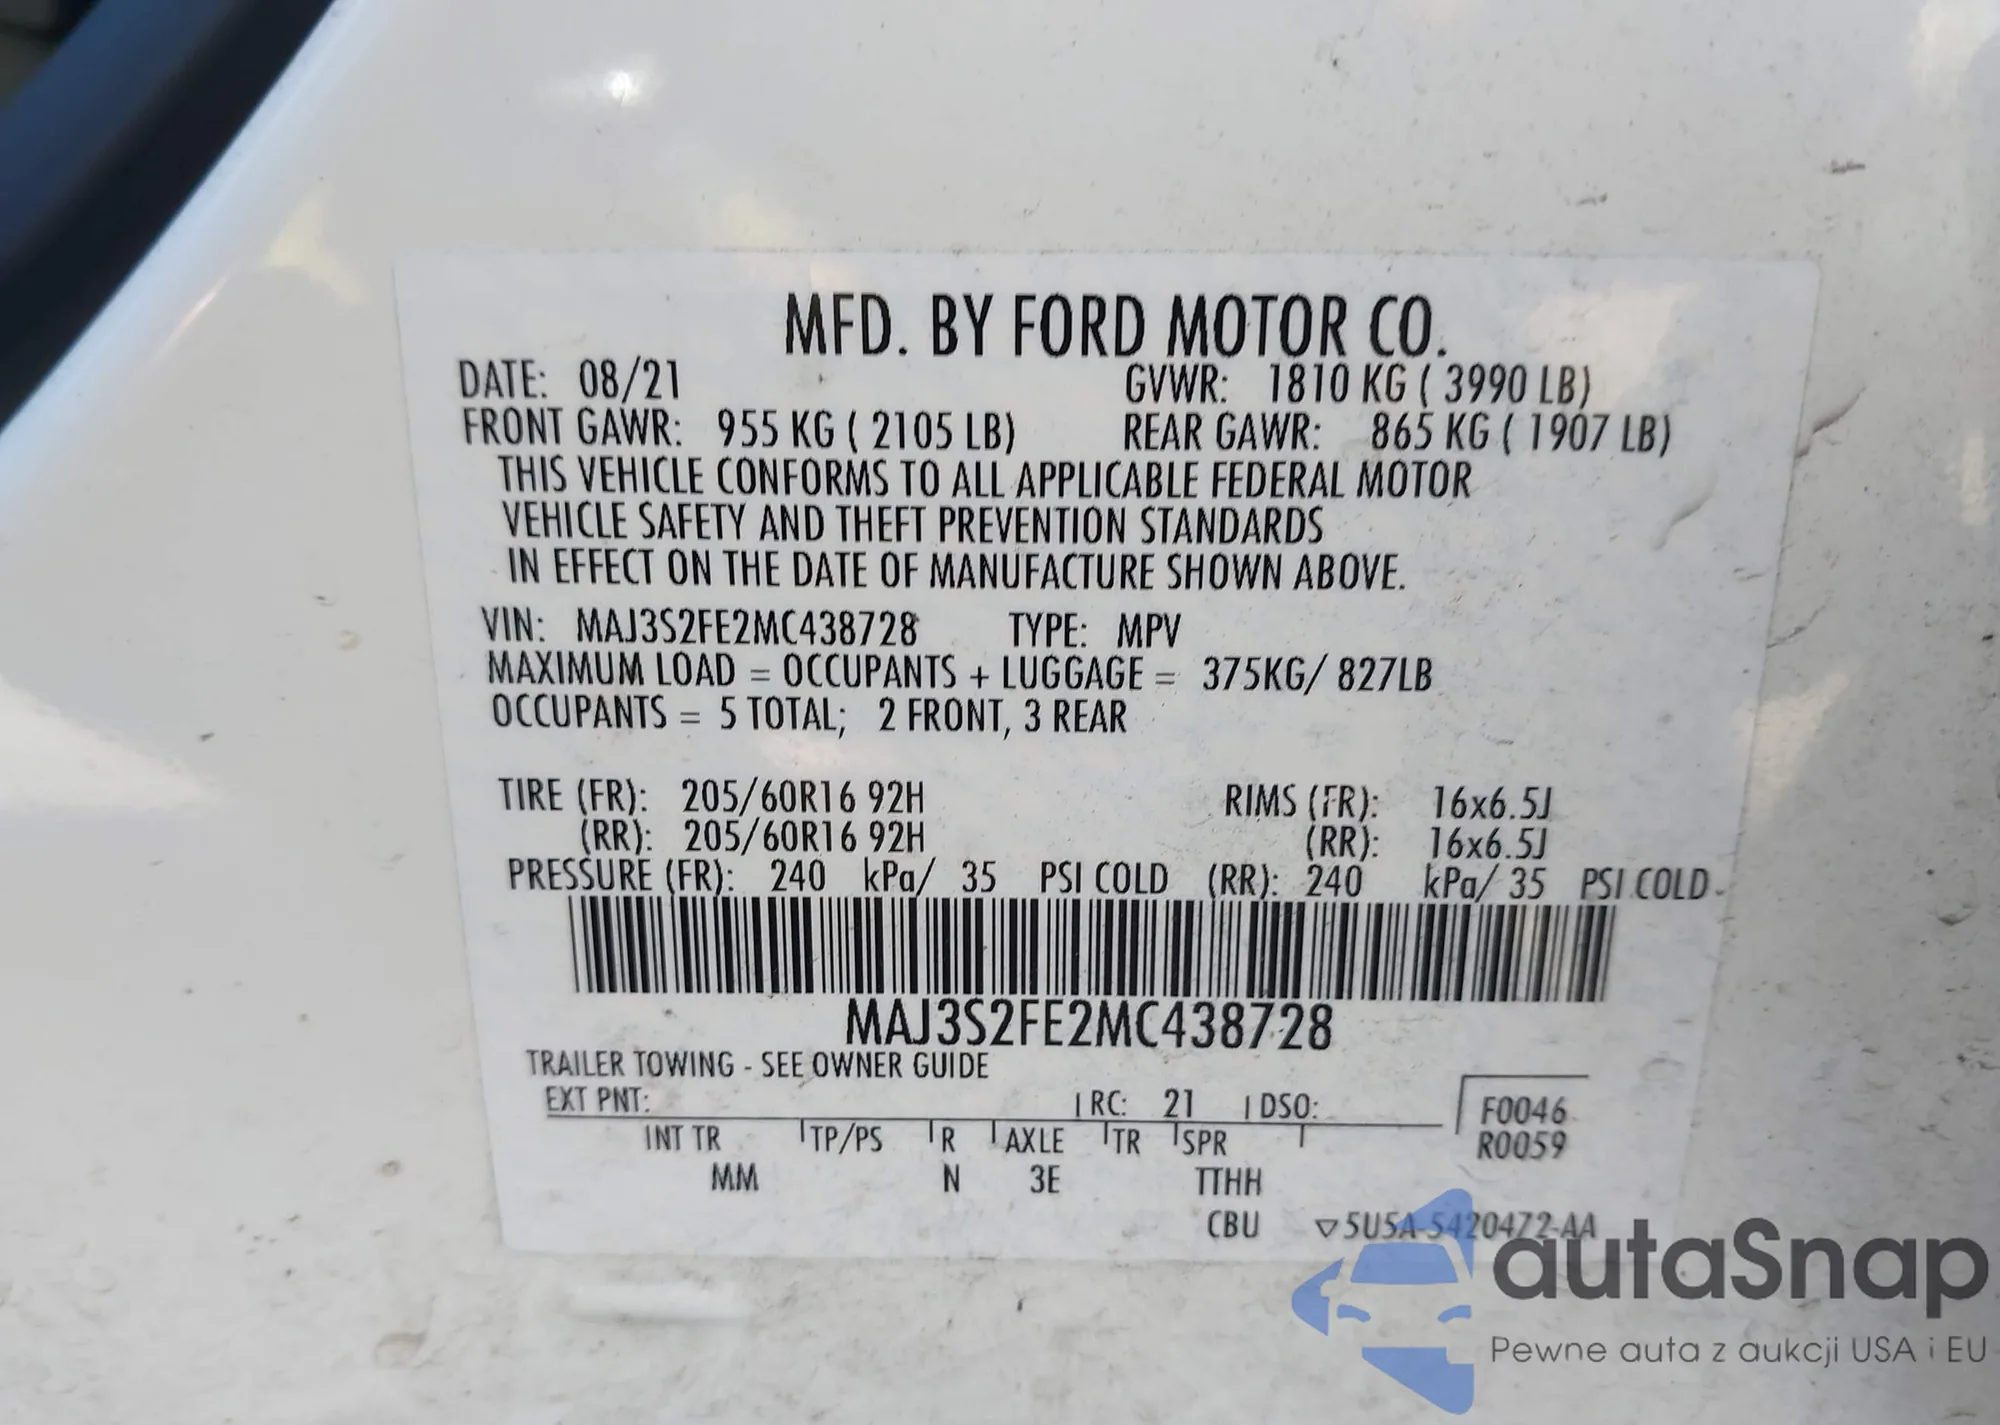 MFD. BY FORD MOTOR CO.
DATE: 08/21 GVWR: 1810 KG ( 3990 LB)
FRONT GAWR: 955 KG ( 2105 LB) REAR GAWR: 865 KG ( 1907 LB)
THIS VEHICLE CONFORMS TO ALL APPLICABLE FEDERAL MOTOR
VEHICLE SAFETY AND THEFT PREVENTION STANDARDS
IN EFFECT ON THE DATE OF MANUFACTURE SHOWN ABOVE.
VIN: MAJ3S2FE2MC438728 TYPE: MPV
MAXIMUM LOAD = OCCUPANTS + LUGGAGE = 375KG/ 827LB
OCCUPANTS = 5 TOTAL; 2 FRONT, 3 REAR
TIRE (FR): 205/60R16 92H RIMS (FR): 16x6.5J
(RR): 205/60R16 92H (RR): 16x6.5J
PRESSURE (FR): 240 kPa/ 35 PSI COLD (RR): 240 kPa/ 35 PSI COLD
MAJ3S2FE2MC438728
TRAILER TOWING - SEE OWNER GUIDE
EXT PNT: RC: 21 DSO: F0046
INT TR TP/PS R AXLE TR SPR R0059
MM N 3E TTHH
CBU ▽5U5A-5420472-AA
autaSnap
Pewne auta z aukcji USA i EU